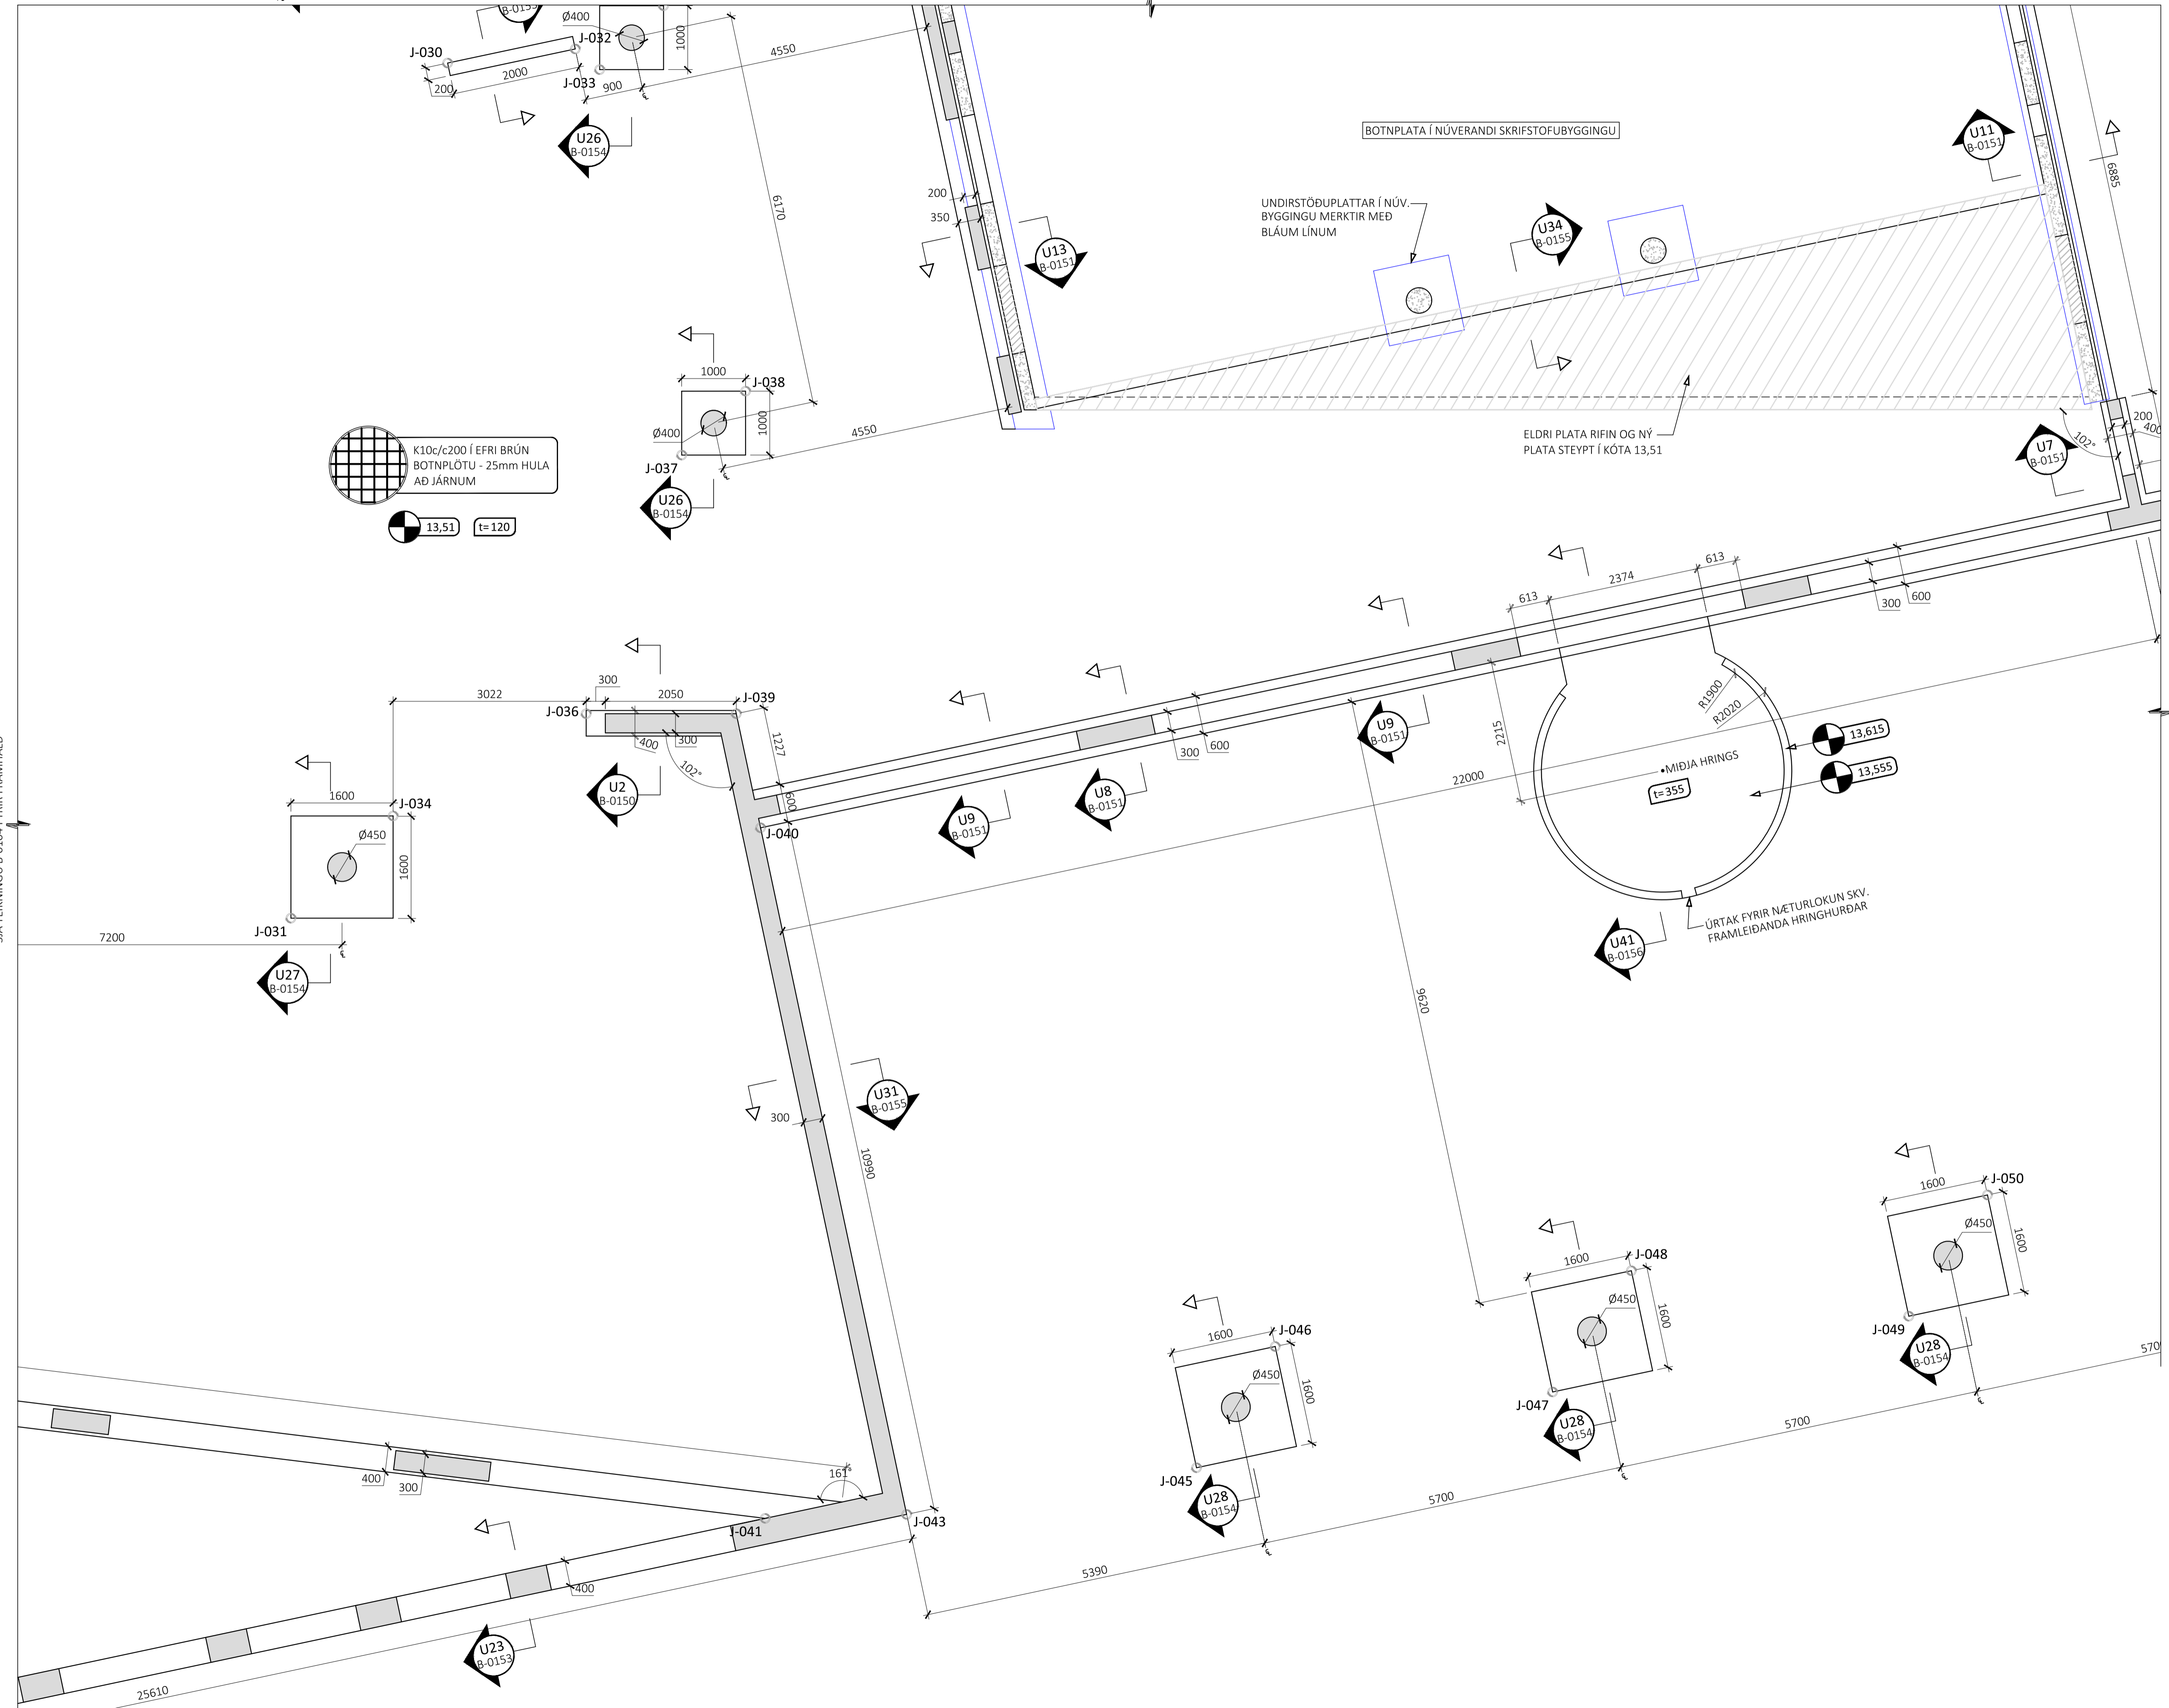 B-0153
Ø400
J-030
J-032
1000
4550
2000
J-033
900
200
U26
B-0154
BOTNPLATA Í NÚVERANDI SKRIFSTOFUBYGGINGU
U11
B-0151
6885
6170
200
350
UNDIRSTÖÐUPLATTAR Í NÚV.
BYGGINGU MERKTIR MEÐ
BLÁUM LÍNUM
U34
B-0155
U13
B-0151
1000
J-038
1000
Ø400
4550
J-037
K10c/c200 Í EFRI BRÚN
BOTNPLÖTU - 25mm HULA
AÐ JÁRNUM
13,51
t=120
U26
B-0154
ELDRI PLATA RIFIN OG NÝ
PLATA STEYPT Í KÓTA 13,51
200
400
102°
U7
B-0151
613
2374
613
300
600
3022
300
2050
J-039
J-036
400
300
1227
102°
600
300
600
U9
B-0151
2215
R1900
R2020
13,615
13,555
MIÐJA HRINGS
t=355
22000
U2
B-0150
1600
J-034
Ø450
1600
J-040
U9
B-0151
U8
B-0151
J-031
7200
U27
B-0154
ÚRTAK FYRIR NÆTURLOKUN SKV.
FRAMLEIÐANDA HRINGHURÐAR
U41
B-0156
9620
U31
B-0155
300
10990
1600
J-050
Ø450
1600
J-049
U28
B-0154
1600
J-048
Ø450
1600
J-047
U28
B-0154
1600
J-046
Ø450
1600
J-045
U28
B-0154
5700
5700
5390
400
300
161°
J-041
J-043
400
U23
B-0153
25610